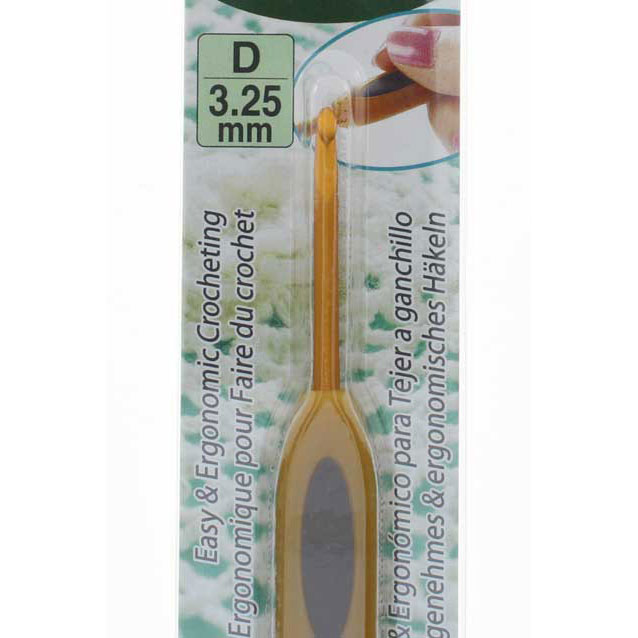 D
3.25
mm
Easy & Ergonomic Crocheting
Ergonomique pour Faire du crochet
& Ergonómico para Tejer a ganchillo
genehmes & ergonomisches Häkeln